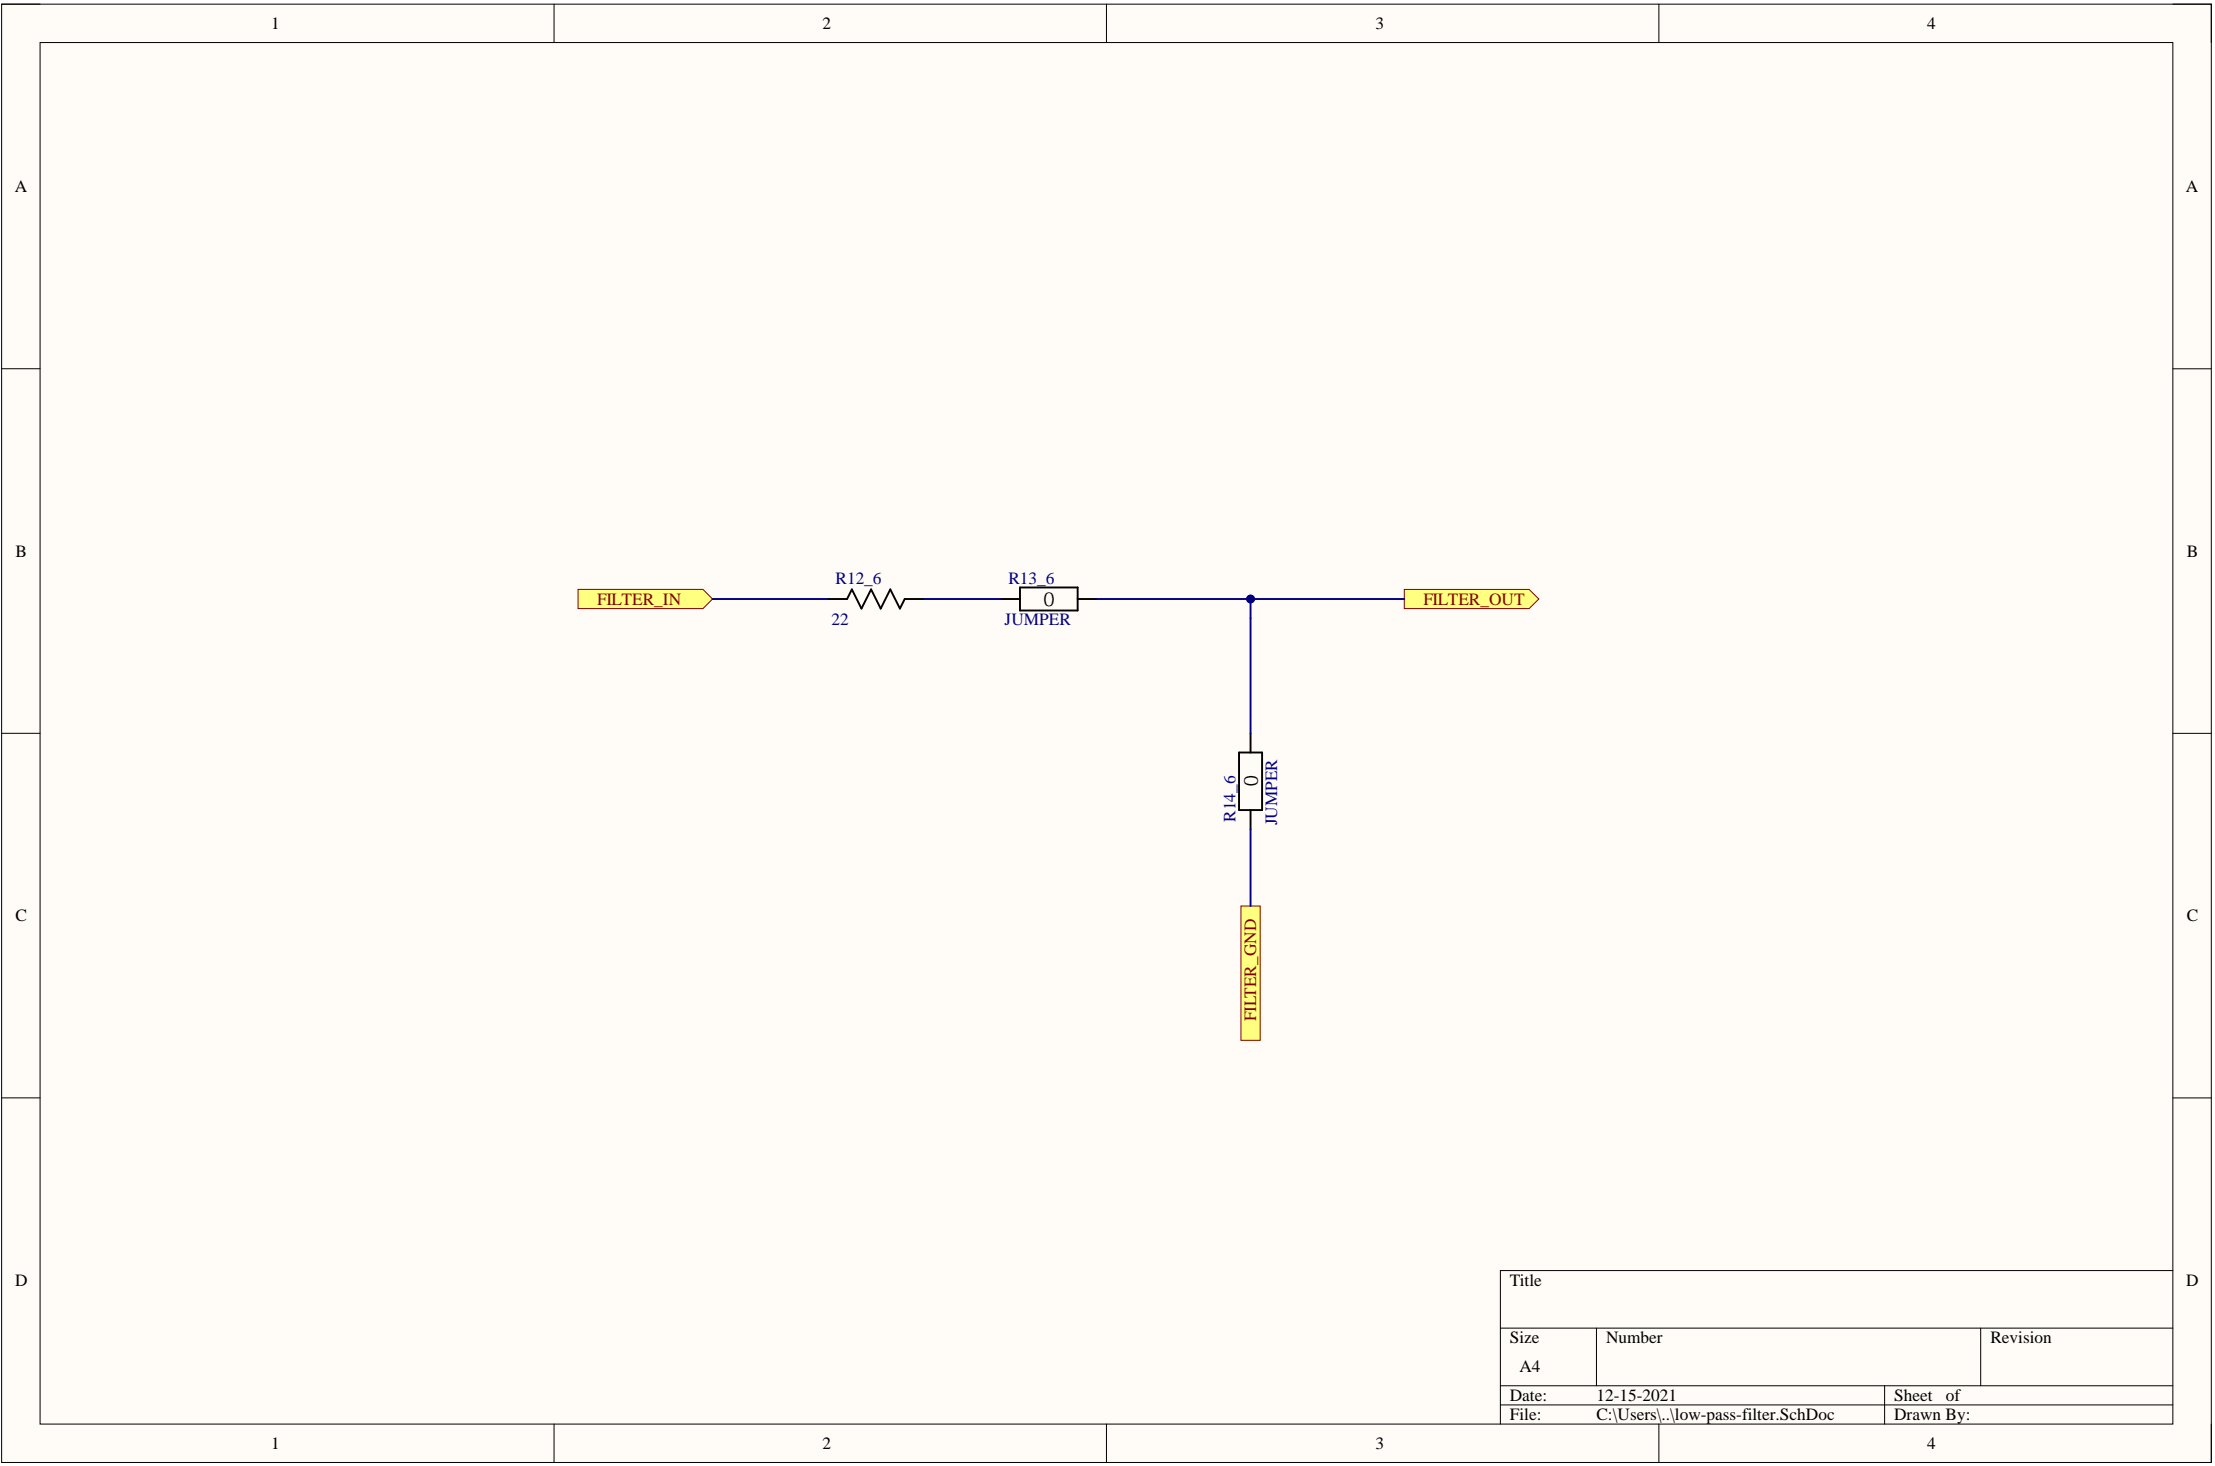 1 2 3 4
A A
B B
R12_6 R13_6
FILTER_IN 0 FILTER_OUT
22 JUMPER
R14_6 0 JUMPER
C C
FILTER_GND
D D
Title
Size Number Revision
A4
Date: 12-15-2021 Sheet of
File: C:\Users\..\low-pass-filter.SchDoc Drawn By:
1 2 3 4